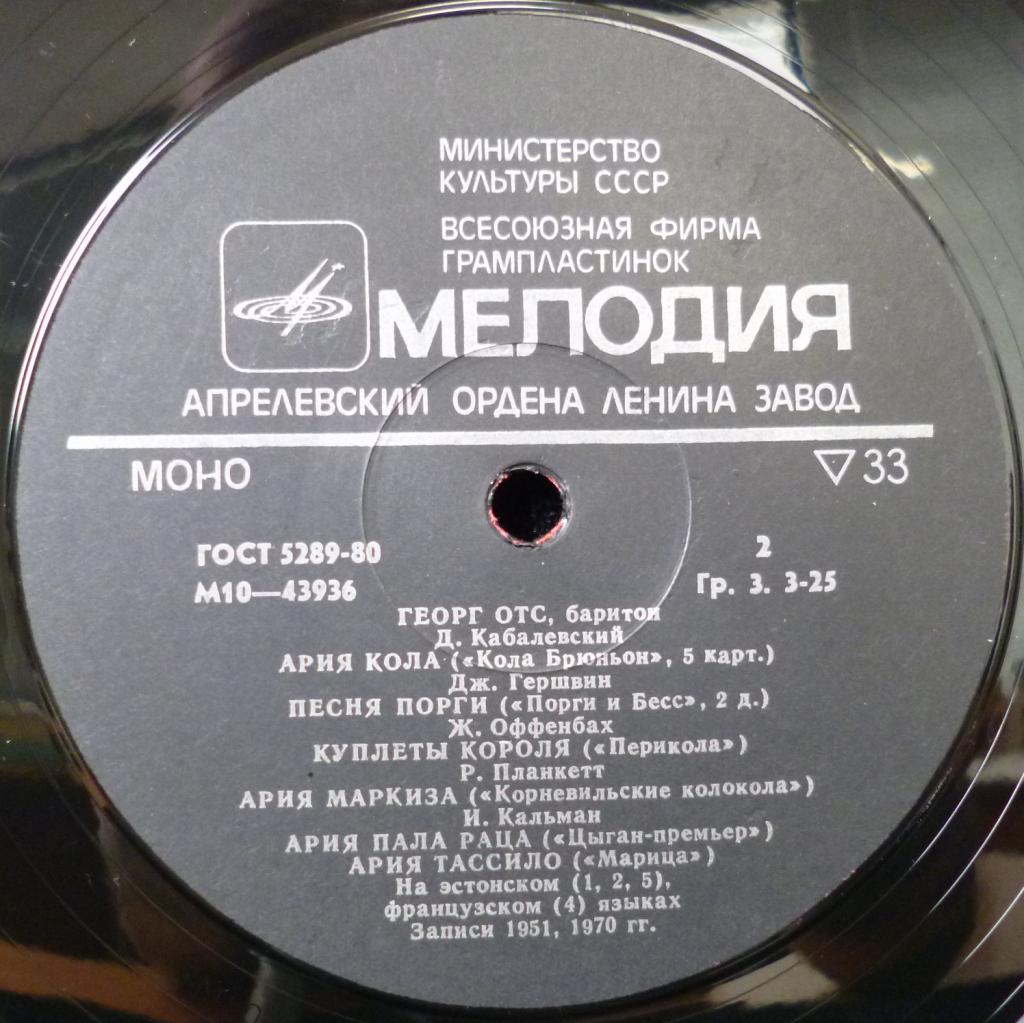 МИНИСТЕРСТВО
КУЛЬТУРЫ СССР
ВСЕСОЮЗНАЯ ФИРМА
ГРАМПЛАСТИНОК
МЕЛОДИЯ
АПРЕЛЕВСКИЙ ОРДЕНА ЛЕНИНА ЗАВОД
МОНО
33
ГОСТ 5289-80
М10—43936
2
Гр. 3. 3-25
ГЕОРГ ОТС, баритон
Д. Кабалевский
АРИЯ КОЛА («Кола Брюньон», 5 карт.)
Дж. Гершвин
ПЕСНЯ ПОРГИ («Порги и Бесс», 2 д.)
Ж. Оффенбах
КУПЛЕТЫ КОРОЛЯ («Перикола»)
Р. Планкетт
АРИЯ МАРКИЗА («Корневильские колокола»)
И. Кальман
АРИЯ ПАЛА РАЦА («Цыган-премьер»)
АРИЯ ТАССИЛО («Марица»)
На эстонском (1, 2, 5),
французском (4) языках
Записи 1951, 1970 гг.